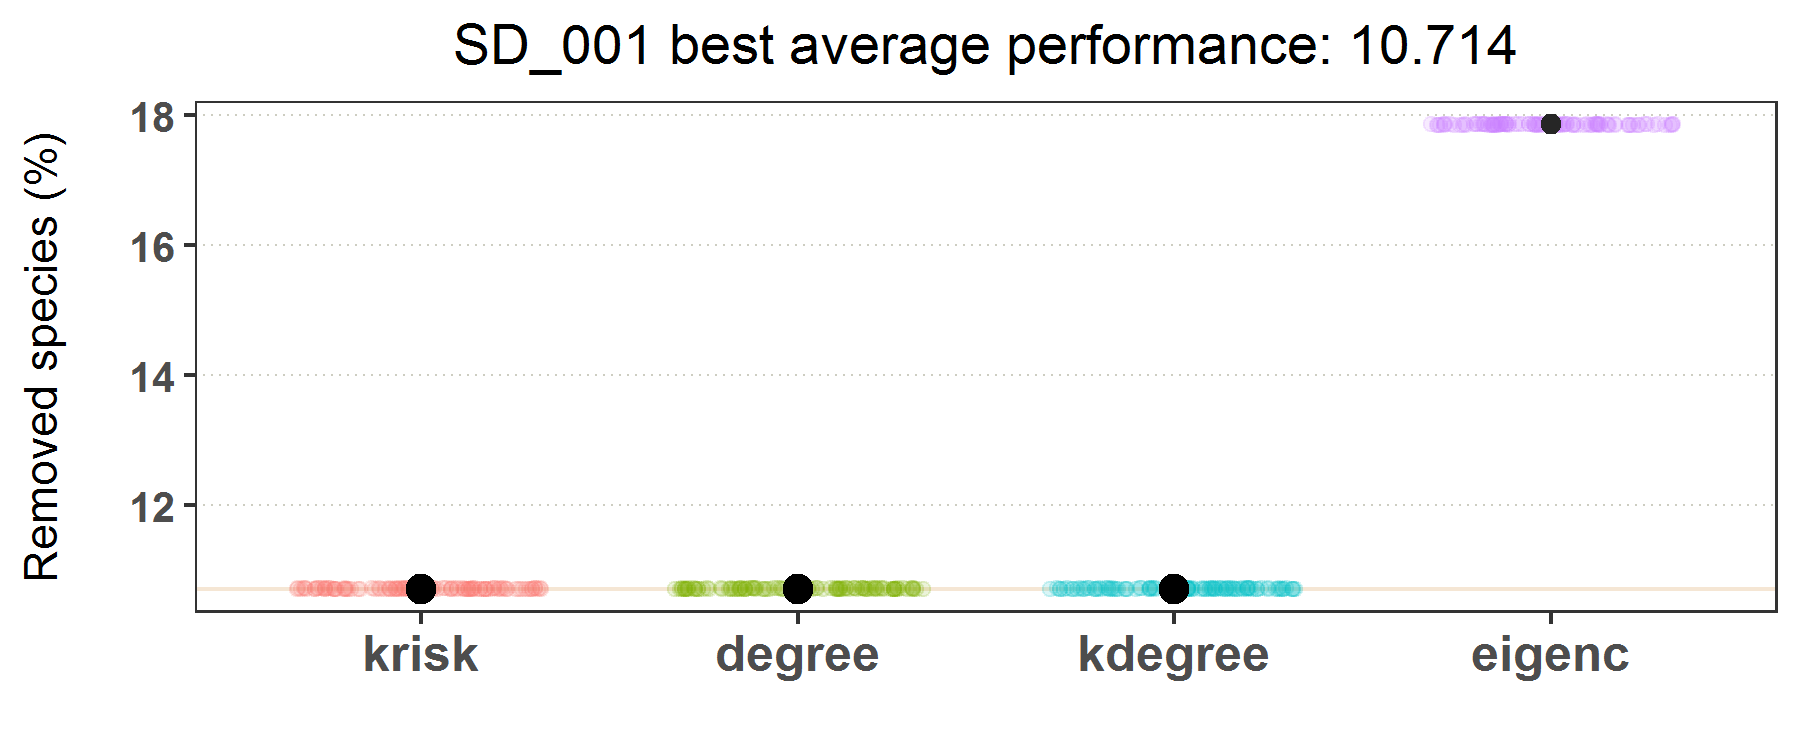 SD_001 best average performance: 10.714
Removed species (%)
18
16
14
12
krisk
degree
kdegree
eigenc